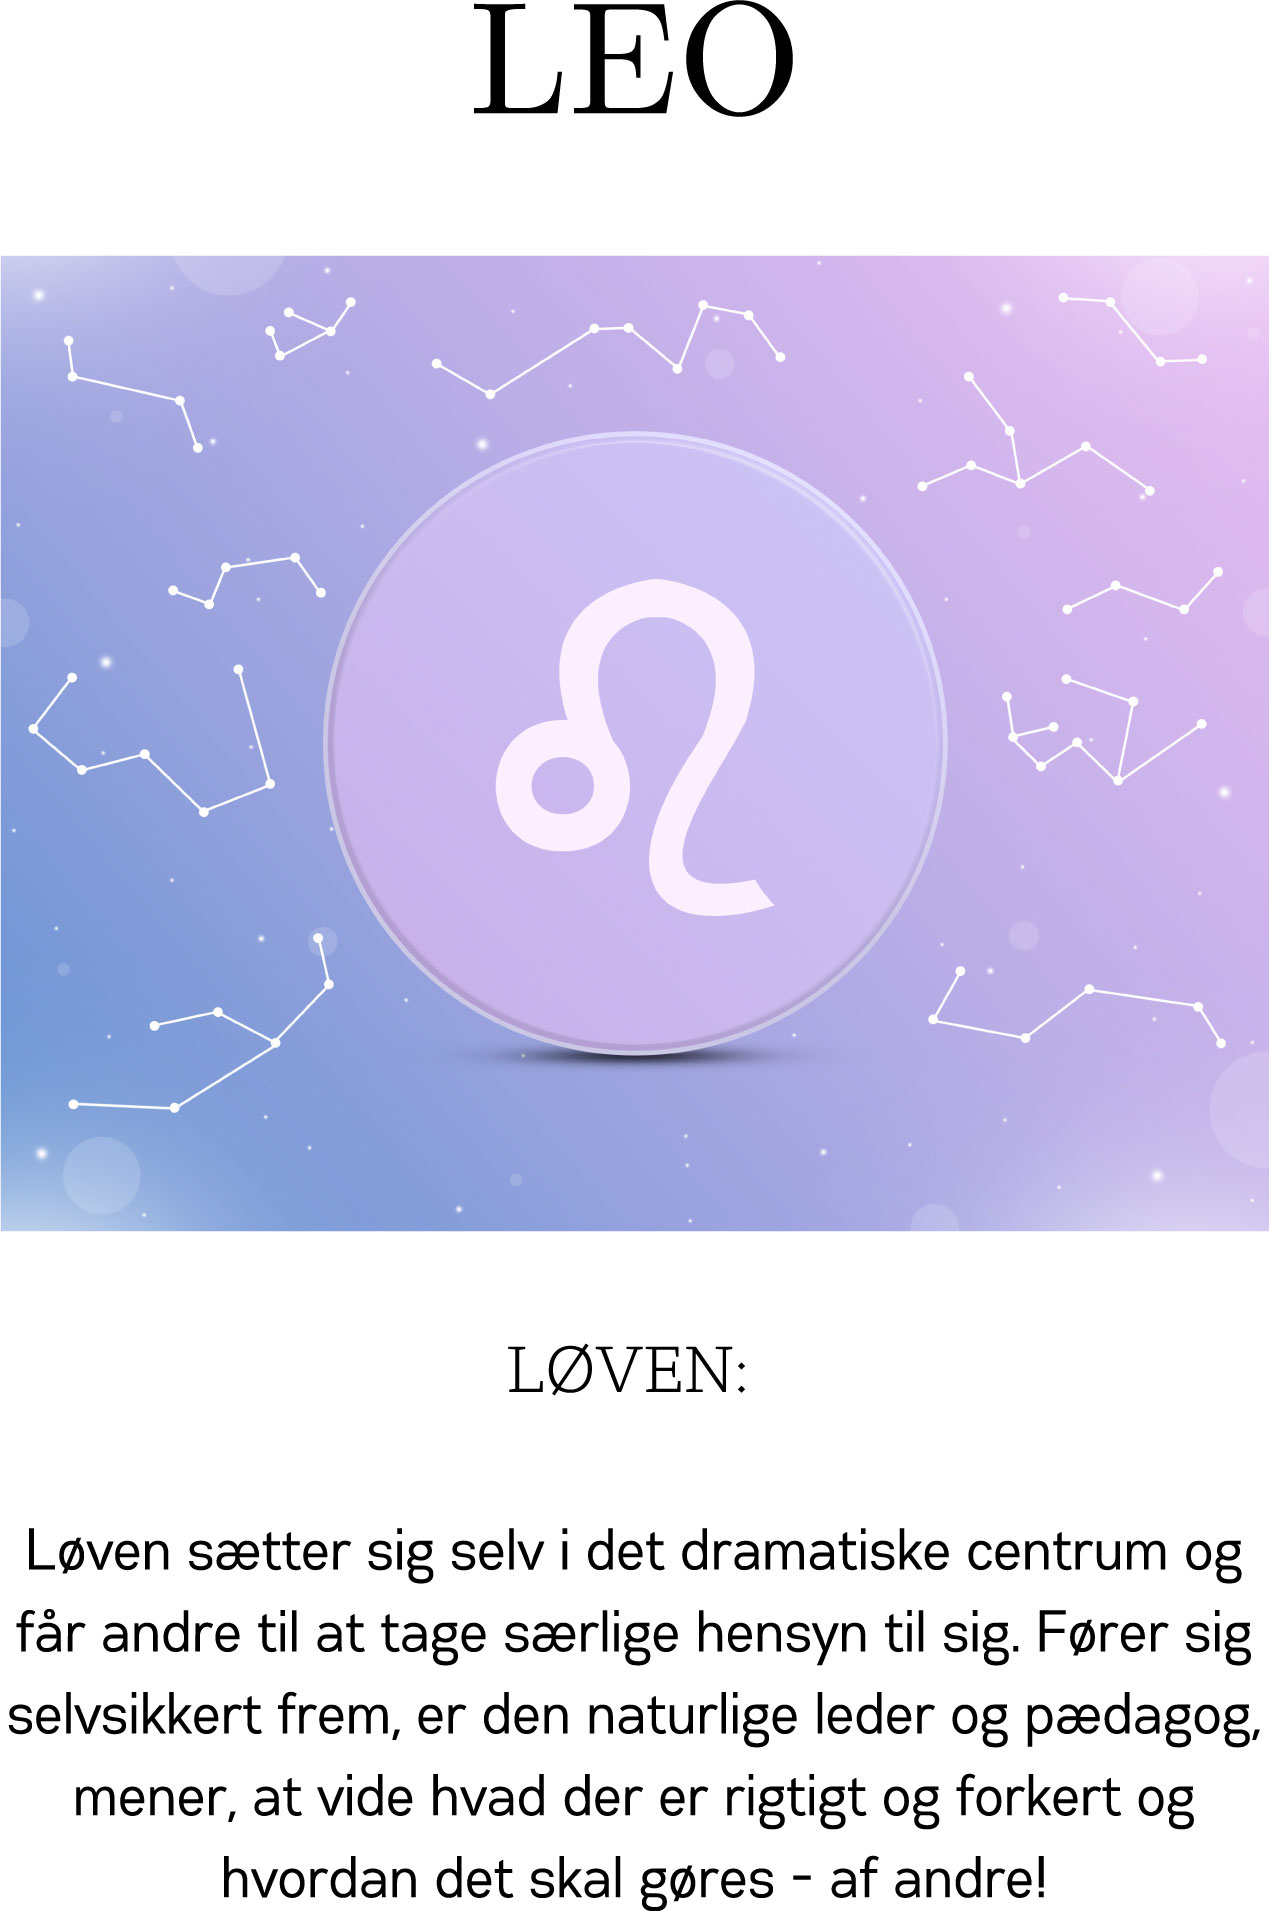 LEO
LØVEN:
Løven sætter sig selv i det dramatiske centrum og
får andre til at tage særlige hensyn til sig. Fører sig
selvsikkert frem, er den naturlige leder og pædagog,
mener, at vide hvad der er rigtigt og forkert og
hvordan det skal gøres - af andre!